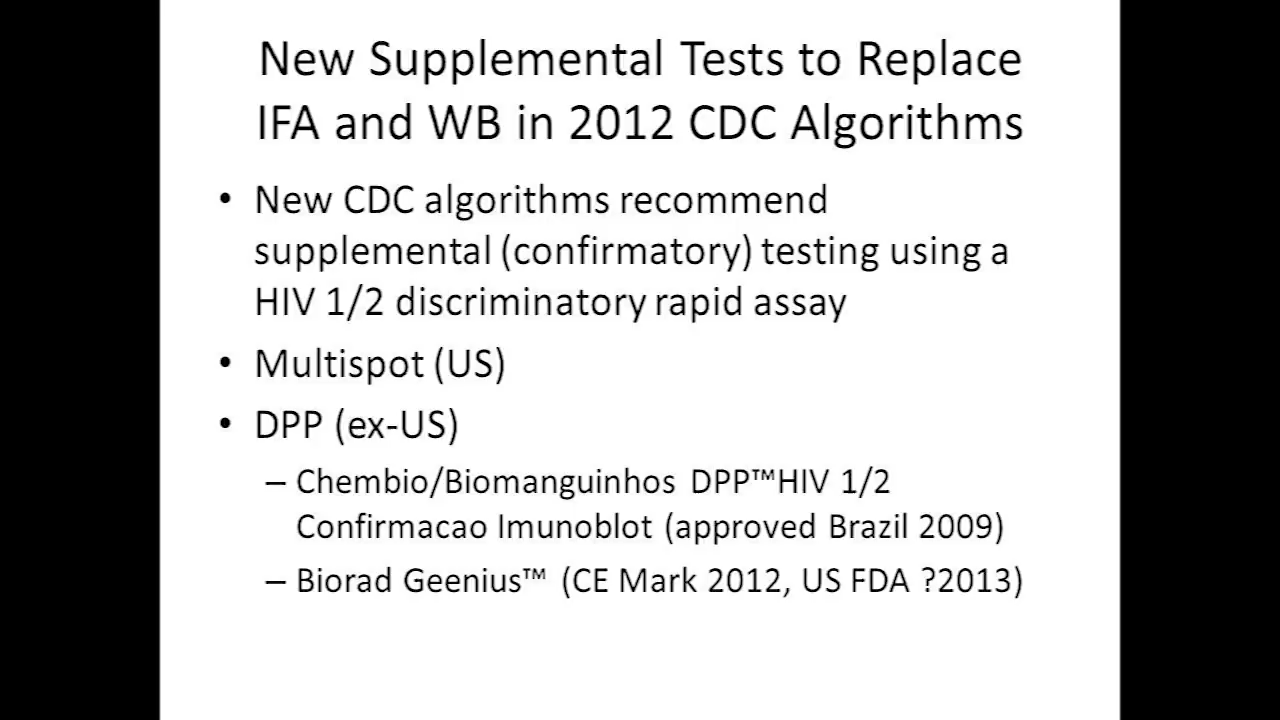 New Supplemental Tests to Replace
IFA and WB in 2012 CDC Algorithms
• New CDC algorithms recommend
supplemental (confirmatory) testing using a
HIV 1/2 discriminatory rapid assay
• Multispot (US)
• DPP (ex-US)
– Chembio/Biomanguinhos DPP™HIV 1/2
Confirmacao Imunoblot (approved Brazil 2009)
– Biorad Geenius™ (CE Mark 2012, US FDA ?2013)